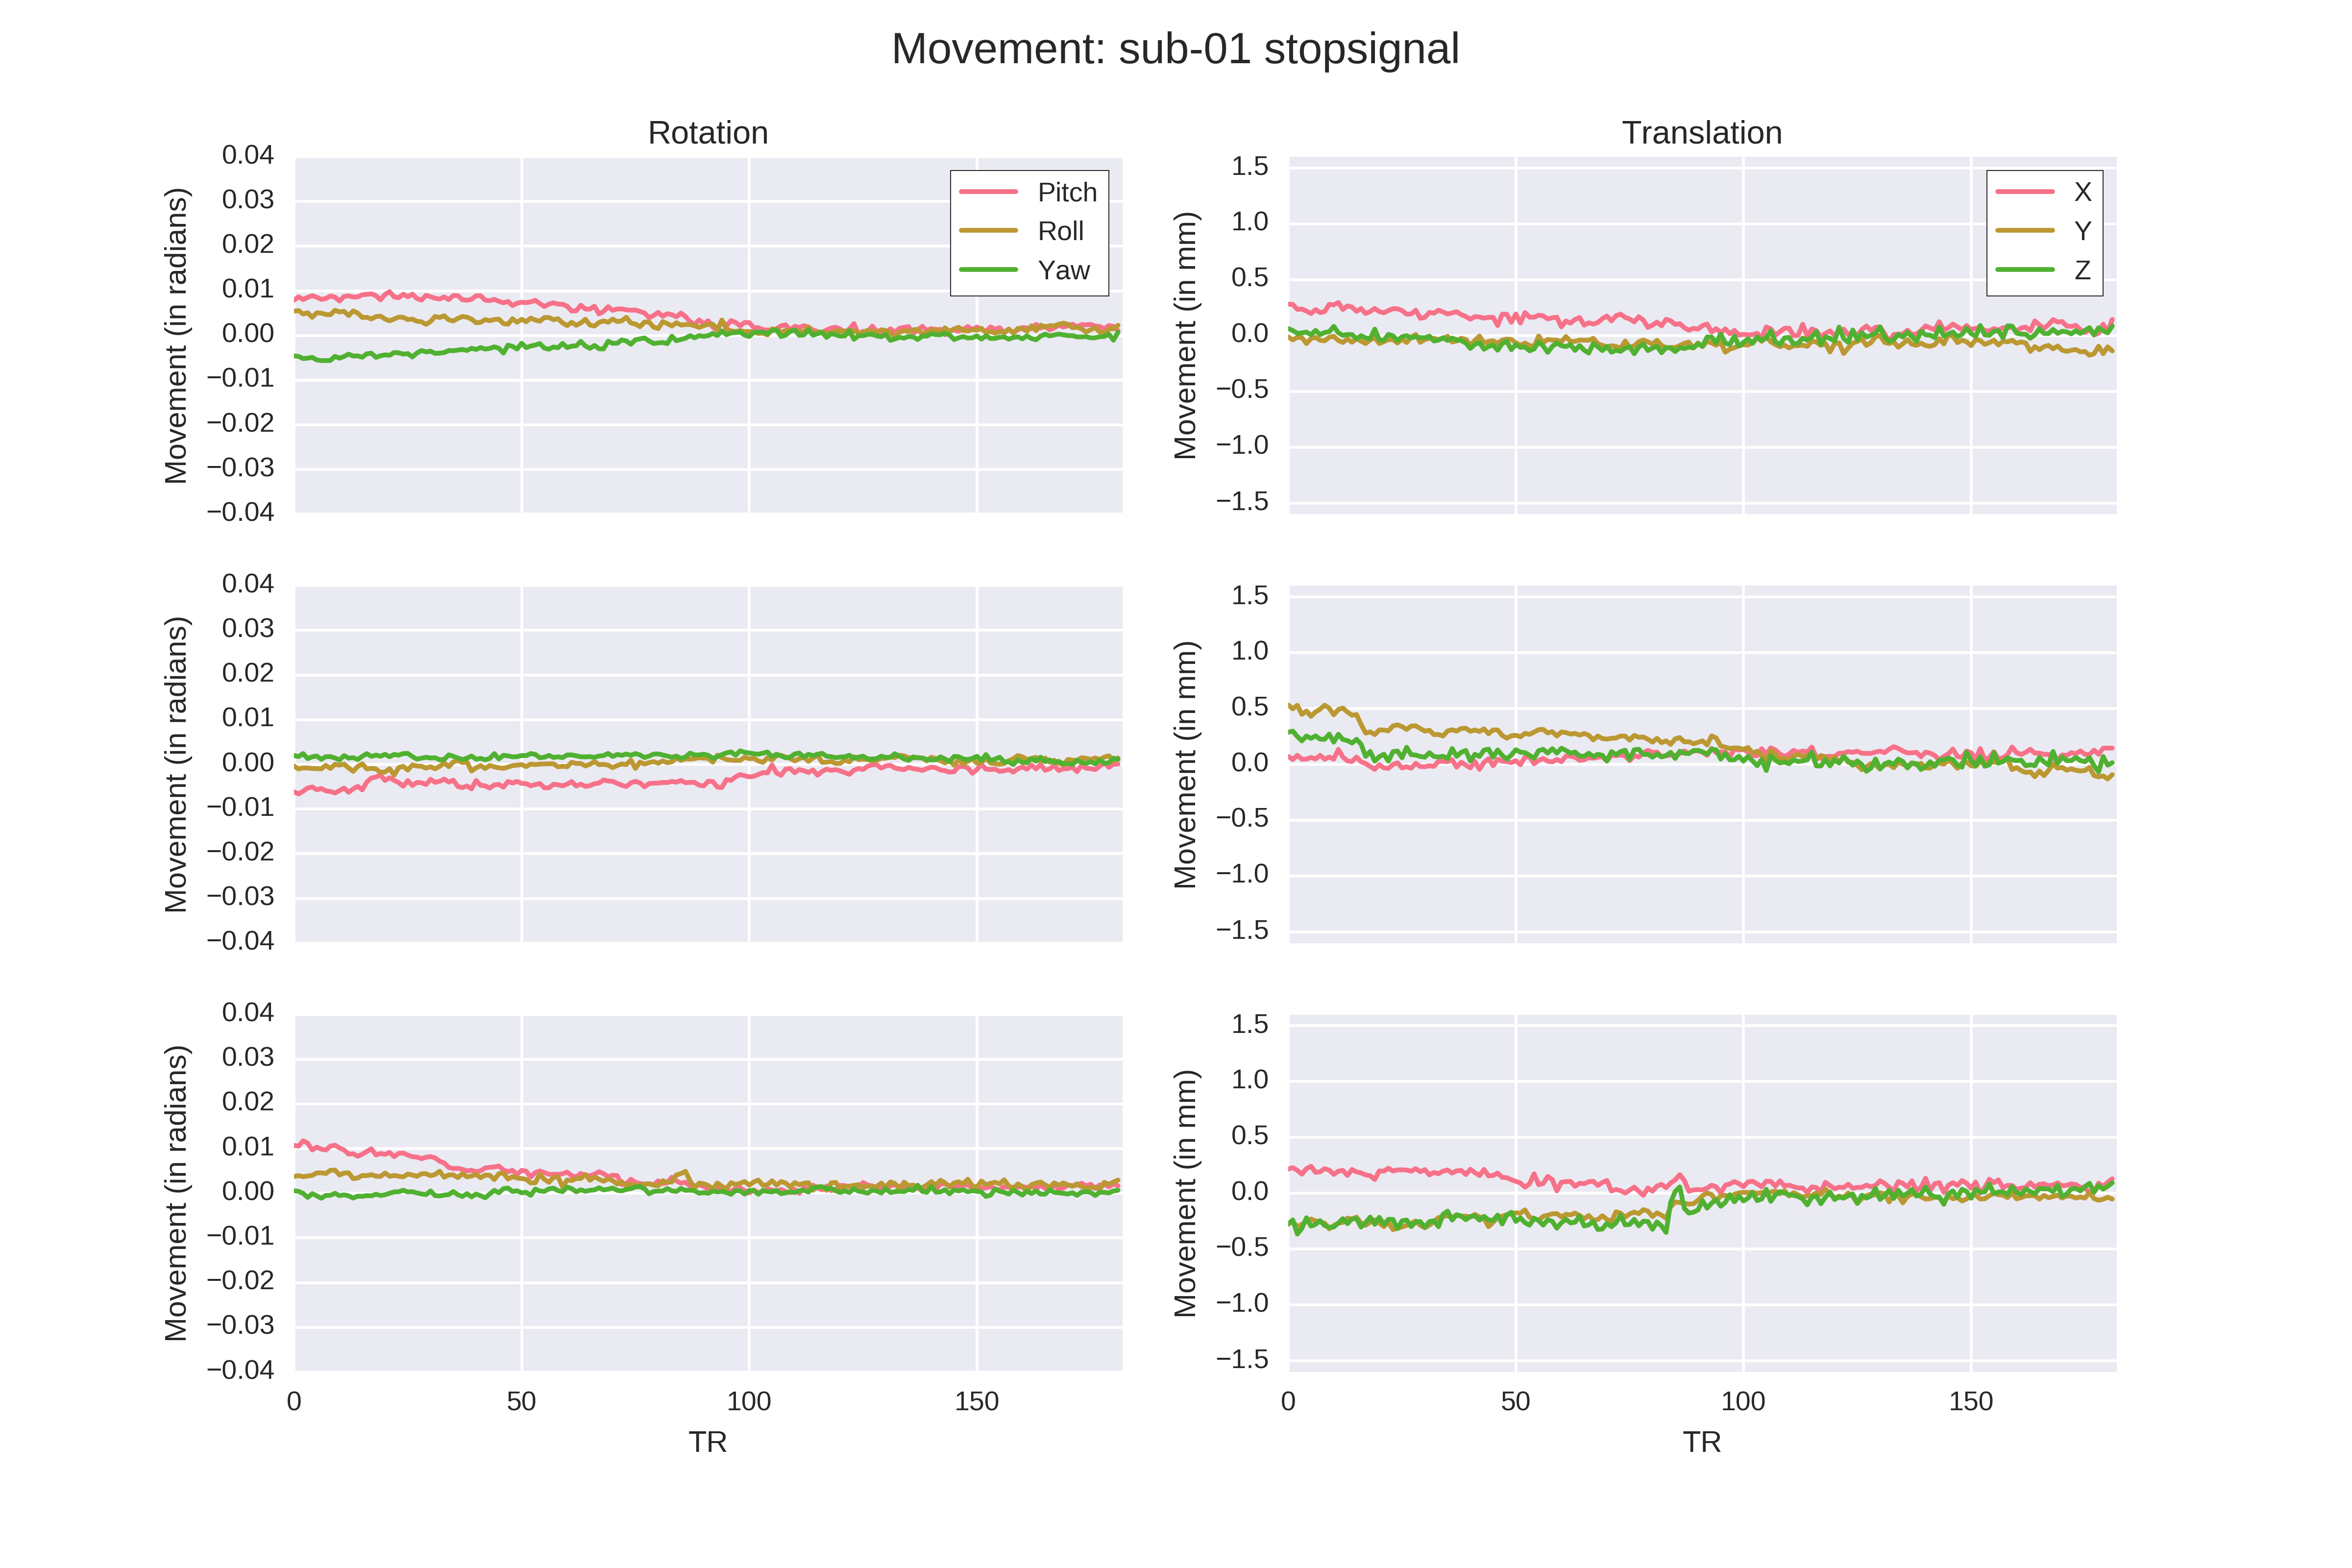 Movement: sub-01 stopsignal
Rotation
Translation
Movement (in radians)
0.04
0.03
0.02
0.01
0.00
−0.01
−0.02
−0.03
−0.04
Pitch
Roll
Yaw
Movement (in mm)
1.5
1.0
0.5
0.0
−0.5
−1.0
−1.5
X
Y
Z
Movement (in radians)
0.04
0.03
0.02
0.01
0.00
−0.01
−0.02
−0.03
−0.04
Movement (in mm)
1.5
1.0
0.5
0.0
−0.5
−1.0
−1.5
Movement (in radians)
0.04
0.03
0.02
0.01
0.00
−0.01
−0.02
−0.03
−0.04
0 50 100 150
TR
Movement (in mm)
1.5
1.0
0.5
0.0
−0.5
−1.0
−1.5
0 50 100 150
TR